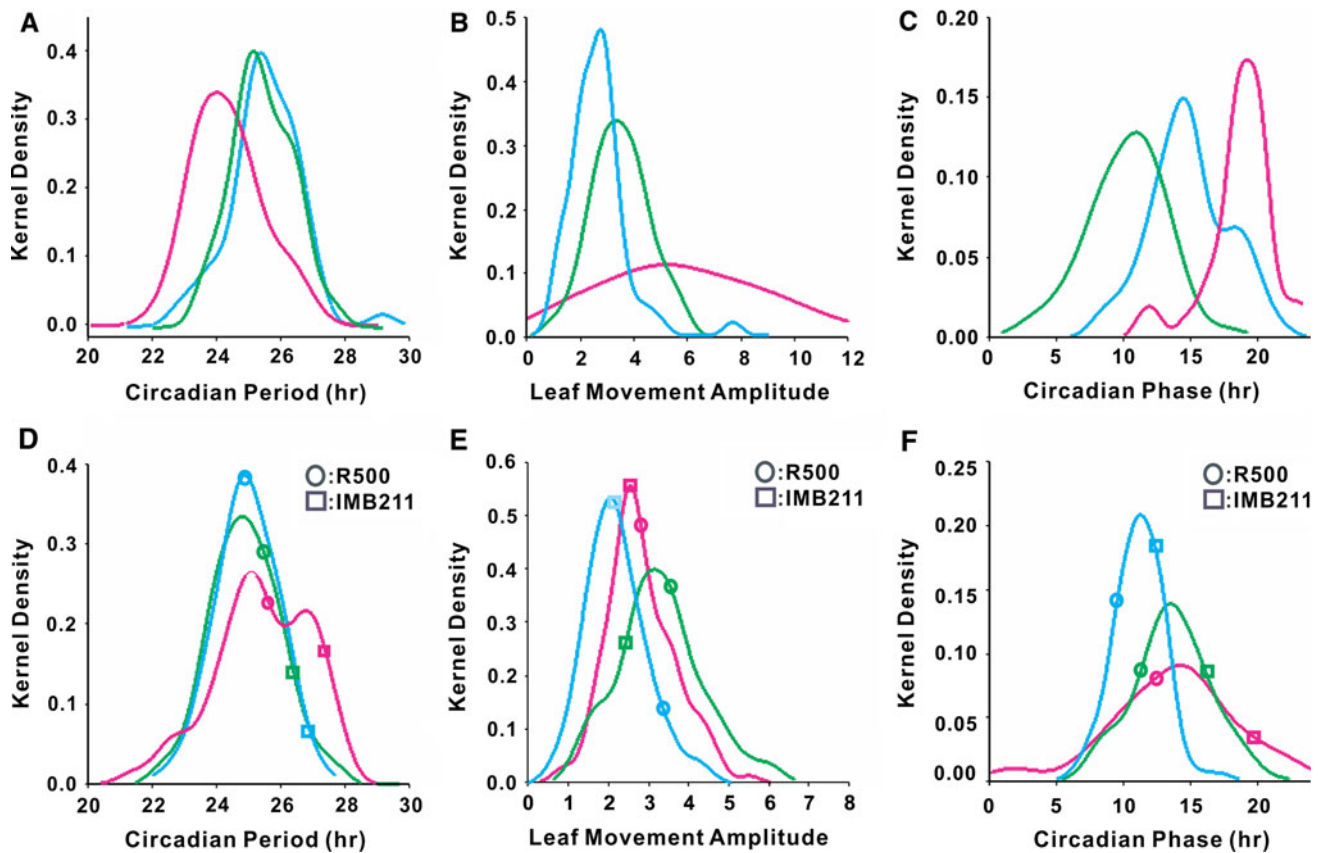 A
Kernel Density
0.4
0.3
0.2
0.1
0.0
20 22 24 26 28 30
Circadian Period (hr)
B
Kernel Density
0.5
0.4
0.3
0.2
0.1
0.0
0 2 4 6 8 10 12
Leaf Movement Amplitude
C
Kernel Density
0.20
0.15
0.10
0.05
0.00
0 10 15 20
Circadian Phase (hr)
D
Kernel Density
0.4
0.3
0.2
0.1
0.0
20 22 24 26 28 30
Circadian Period (hr)
:R500
:IMB211
E
Kernel Density
0.6
0.5
0.4
0.3
0.2
0.1
0.0
0 1 2 3 4 5 6 7 8
Leaf Movement Amplitude
:R500
:IMB211
F
Kernel Density
0.25
0.20
0.15
0.10
0.05
0.00
0 10 15 20
Circadian Phase (hr)
:R500
:IMB211